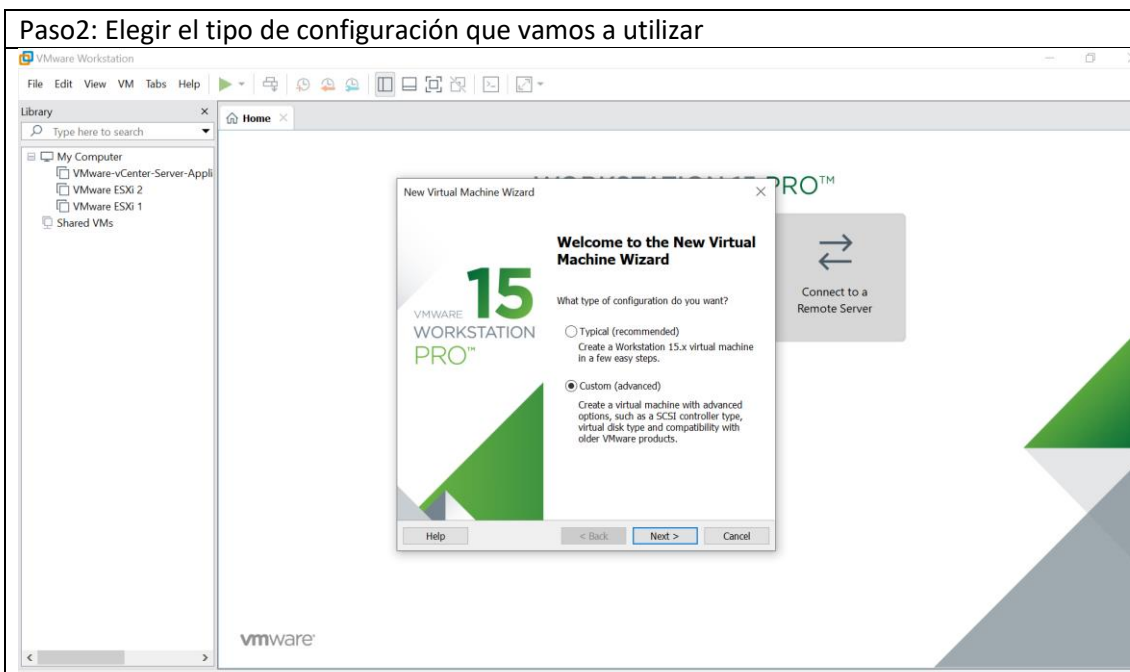 Paso2: Elegir el tipo de configuración que vamos a utilizar
VMware Workstation
File Edit View VM Tabs Help
Library
Home
Type here to search
My Computer
VMware-vCenter-Server-Appli
VMware ESXi 2
VMware ESXi 1
Shared VMs
PRO™
New Virtual Machine Wizard
Welcome to the New Virtual
Machine Wizard
15
VMWARE
WORKSTATION
PRO™
What type of configuration do you want?
Typical (recommended)
Create a Workstation 15.x virtual machine
in a few easy steps.
Custom (advanced)
Create a virtual machine with advanced
options, such as a SCSI controller type,
virtual disk type and compatibility with
older VMware products.
Connect to a
Remote Server
Help
< Back
Next >
Cancel
vmware